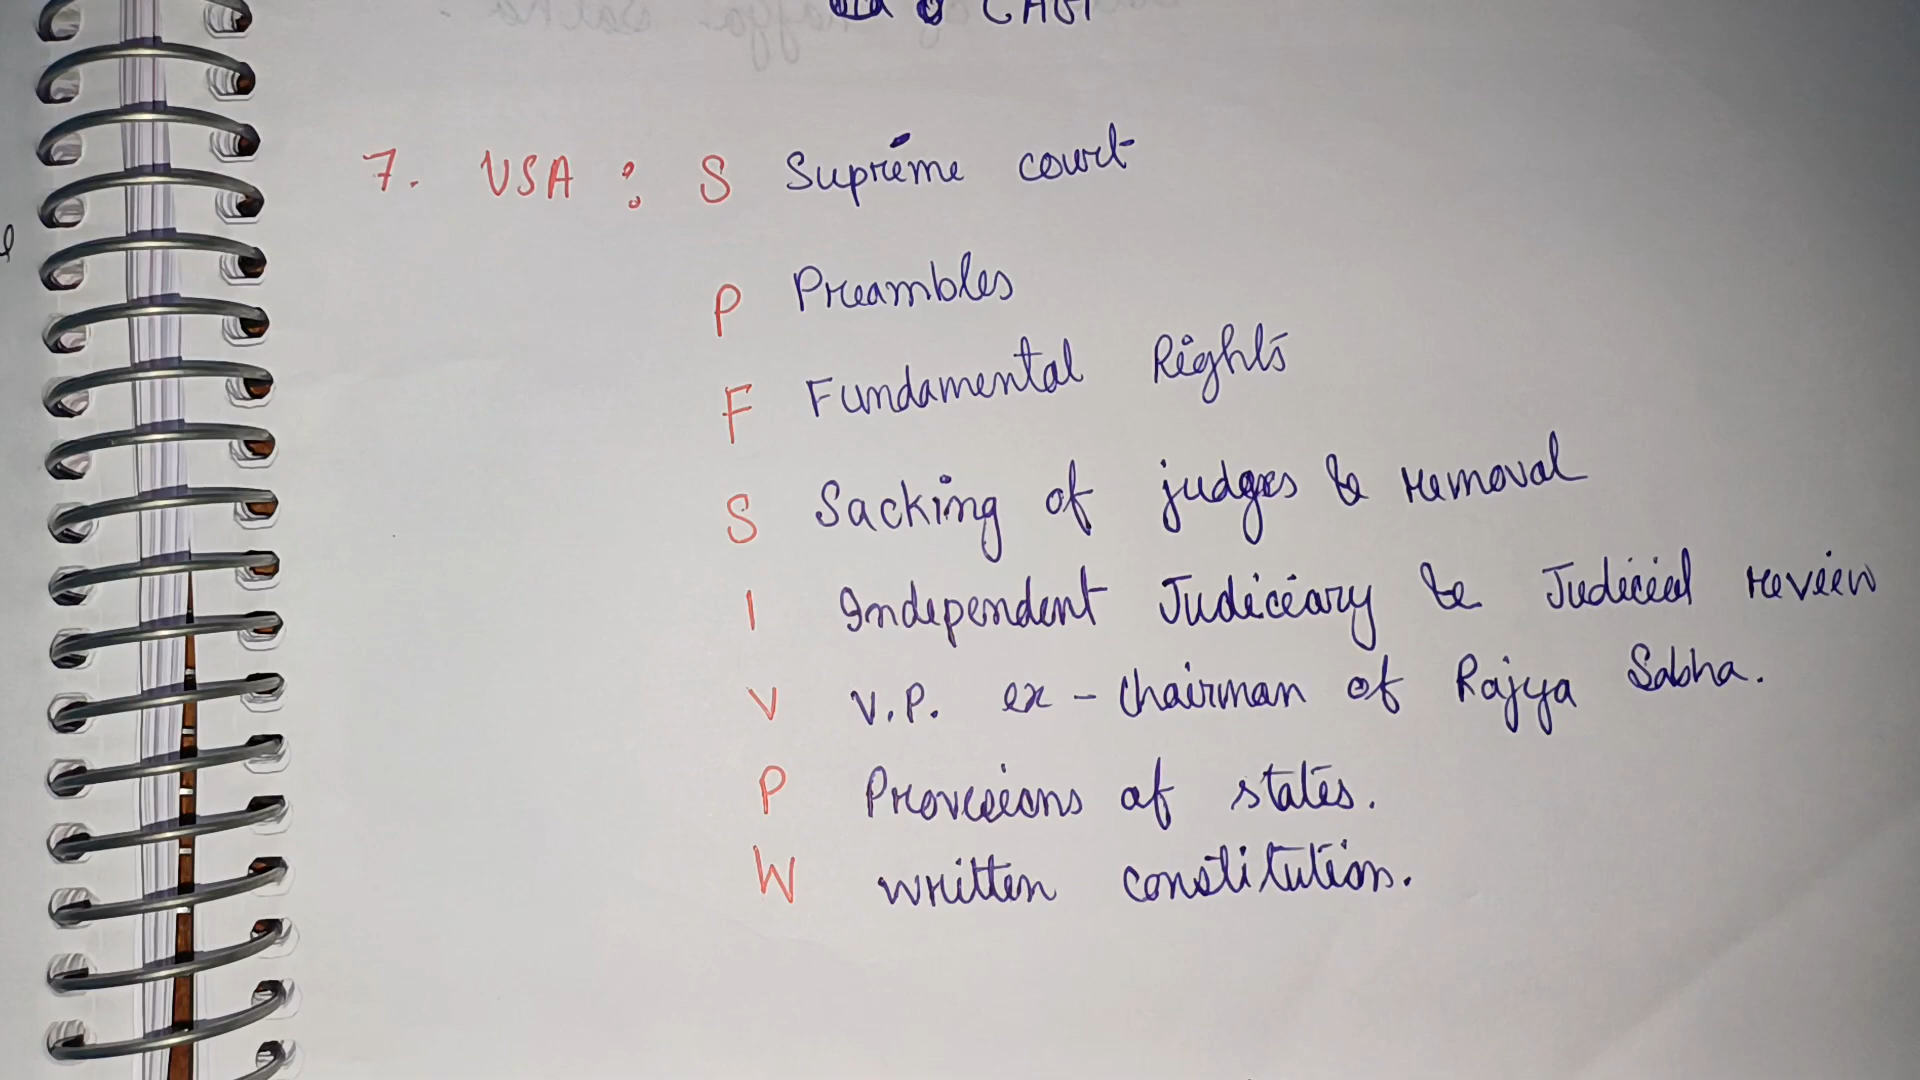 CAG
7. USA : S Supreme court
P Preambles
F Fundamental Rights
S Sacking of judges & removal
I Independent Judiciary & Judicial review
V V.P. ex - chairman of Rajya Sabha.
P Provisions of states.
W written constitution.